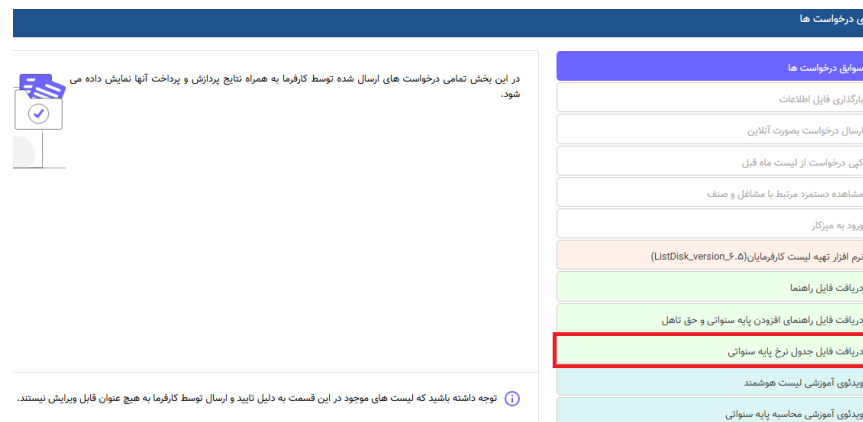 ی درخواست ها
سوابق درخواست ها
بارگذاری فایل اطلاعات
ارسال درخواست بصورت آنلاین
کپی درخواست از لیست ماه قبل
مشاهده دستمزد مرتبط با مشاغل و صنف
ورود به میزکار
نرم افزار تهیه لیست کارفرمایان(ListDisk_version_۶.۵)
دریافت فایل راهنما
دریافت فایل راهنمای افزودن پایه سنواتی و حق تاهل
دریافت فایل جدول نرخ پایه سنواتی
ویدئوی آموزشی لیست هوشمند
ویدئوی آموزشی محاسبه پایه سنواتی
در این بخش تمامی درخواست های ارسال شده توسط کارفرما به همراه نتایج پردازش و پرداخت آنها نمایش داده می
شود.
توجه داشته باشید که لیست های موجود در این قسمت به دلیل تایید و ارسال توسط کارفرما به هیچ عنوان قابل ویرایش نیستند.